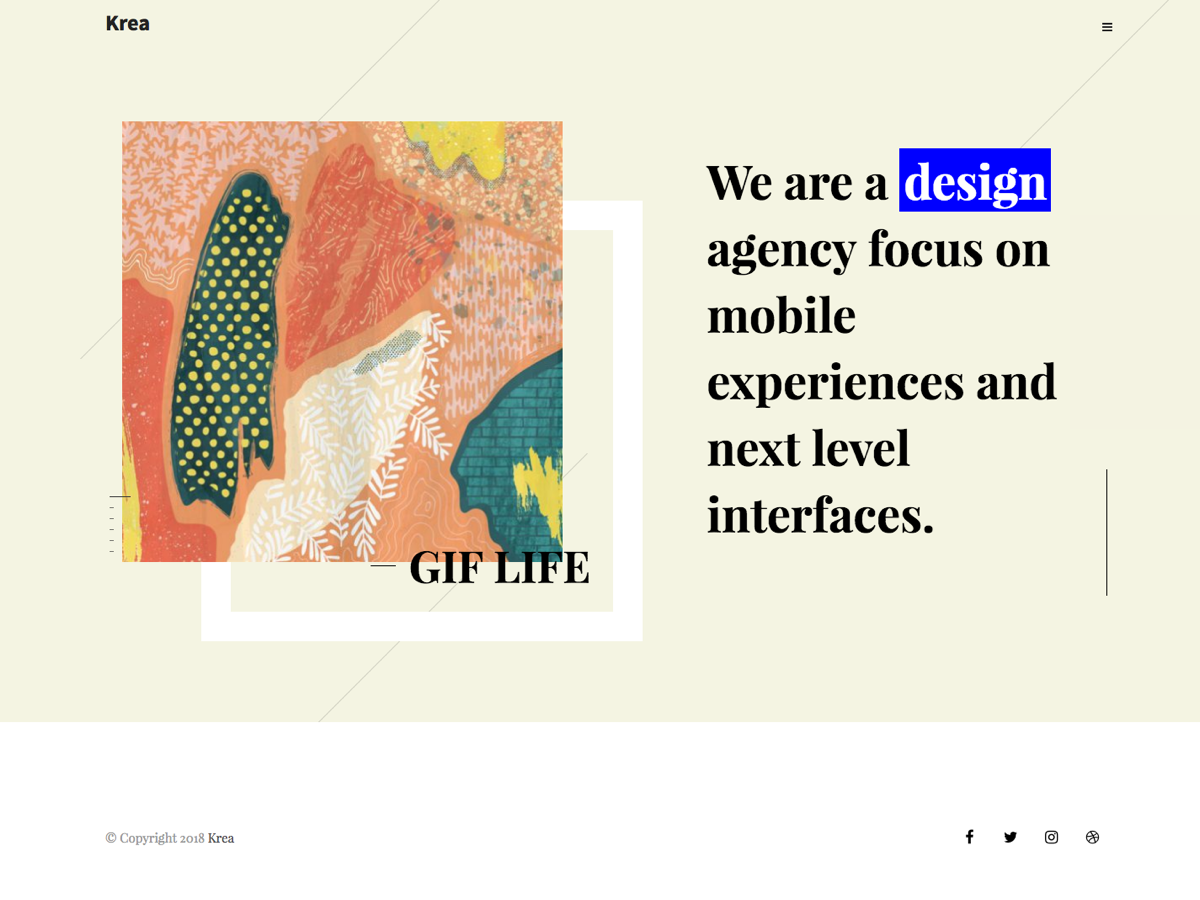 Krea
We are a design
agency focus on
mobile
experiences and
next level
interfaces.
GIF LIFE
© Copyright 2018 Krea